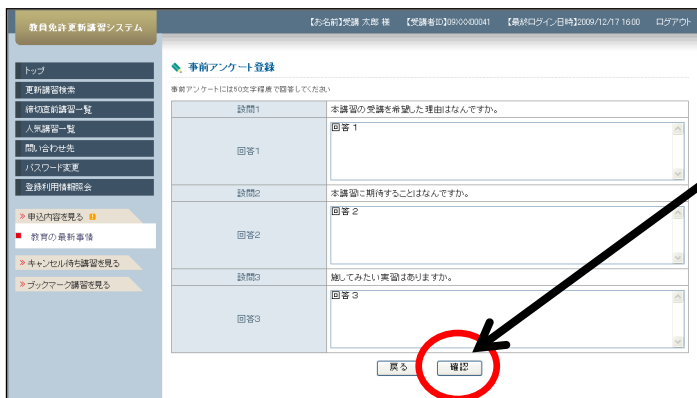 教員免許更新講習システム
【お名前】受講 太郎 様 【受講者ID】09XXX00041 【最終ログイン日時】2009/12/17 16:00 ログアウト
トップ
更新講習検索
締切直前講習一覧
人気講習一覧
問い合わせ先
パスワード変更
登録利用情報照会
申込内容を見る
教育の最新事情
キャンセル待ち講習を見る
ブックマーク講習を見る
事前アンケート登録
事前アンケートには50文字程度で回答してください
設問1 本講習の受講を希望した理由はなんですか。
回答1 回答１
設問2 本講習に期待することはなんですか。
回答2 回答２
設問3 施してみたい実習はありますか。
回答3 回答３
戻る 確認